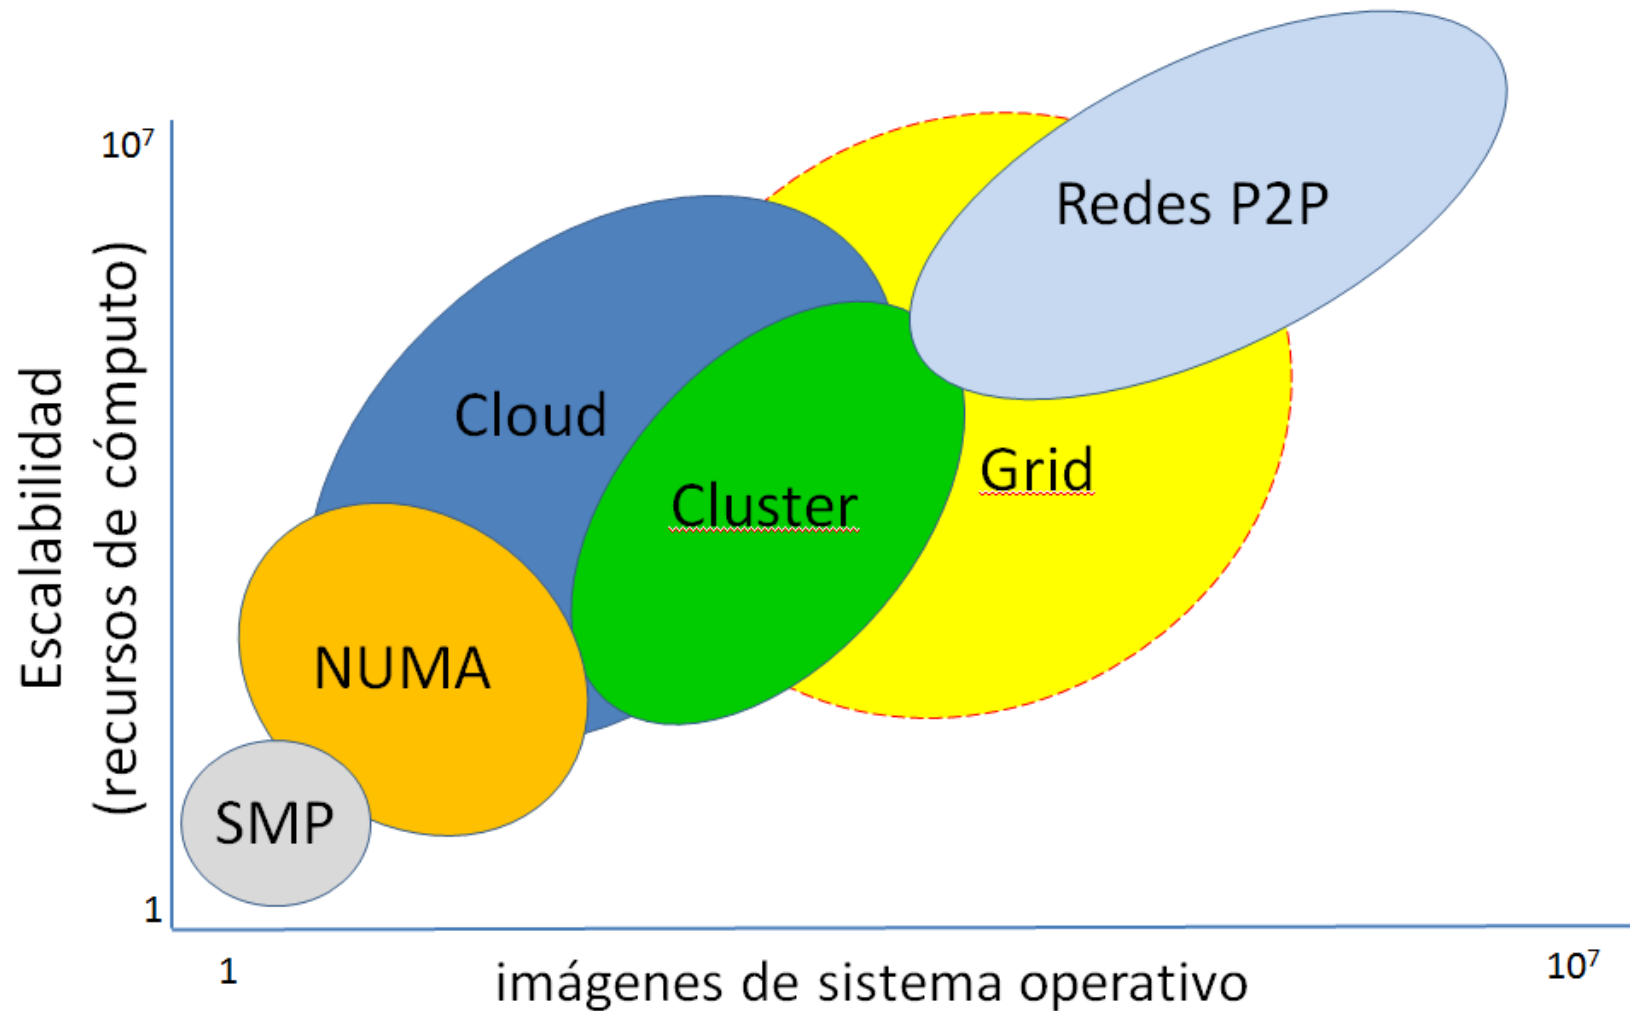 10⁷
Redes P2P
Escalabilidad
(recursos de cómputo)
Cloud
Grid
Cluster
NUMA
SMP
1
1
imágenes de sistema operativo
10⁷